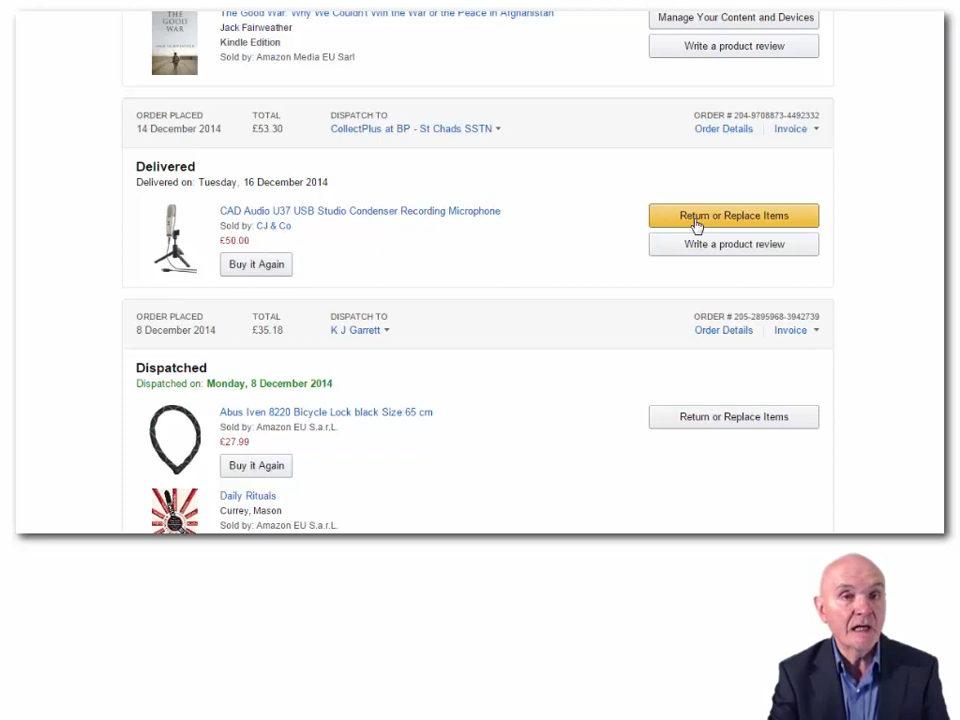 The Good War: Why We Couldn't Win the War or the Peace in Afghanistan
THE
GOOD
WAR
Jack Fairweather
Kindle Edition
Sold by: Amazon Media EU Sarl
Manage Your Content and Devices
Write a product review
ORDER PLACED
14 December 2014
TOTAL
£53.30
DISPATCH TO
CollectPlus at BP - St Chads SSTN
ORDER # 204-9708873-4492332
Order Details
Invoice
Delivered
Delivered on: Tuesday, 16 December 2014
CAD Audio U37 USB Studio Condenser Recording Microphone
Sold by: CJ & Co
£50.00
Buy it Again
Return or Replace Items
Write a product review
ORDER PLACED
8 December 2014
TOTAL
£35.18
DISPATCH TO
K J Garrett
ORDER # 205-2895968-3942739
Order Details
Invoice
Dispatched
Dispatched on: Monday, 8 December 2014
Abus Iven 8220 Bicycle Lock black Size:65 cm
Sold by: Amazon EU S.a.r.L.
£27.99
Buy it Again
Return or Replace Items
Daily Rituals
Currey, Mason
Sold by: Amazon EU S.a.r.L.